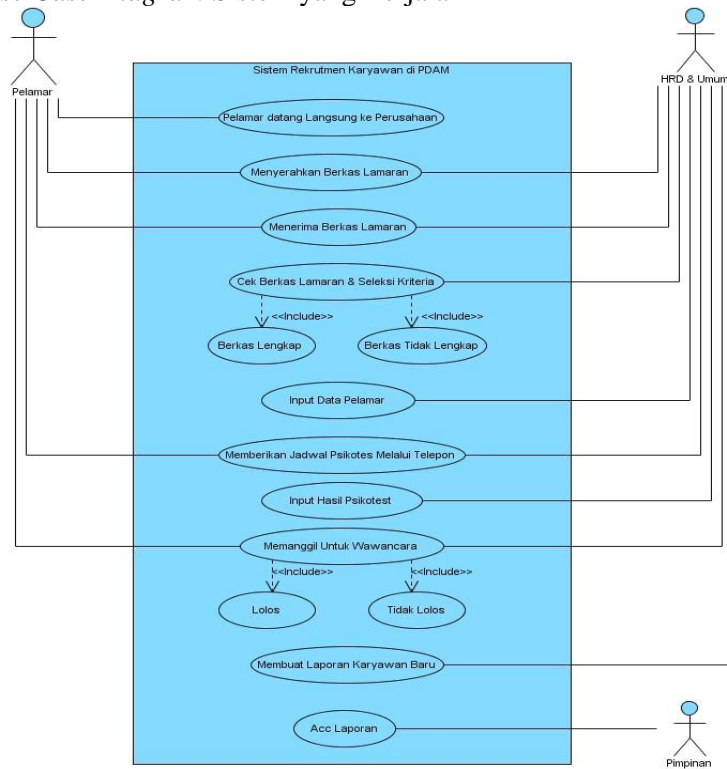 Pelamar
HRD & Umum
Sistem Rekrutmen Karyawan di PDAM
Pelamar datang Langsung ke Perusahaan
Menyerahkan Berkas Lamaran
Menerima Berkas Lamaran
Cek Berkas Lamaran & Seleksi Kriteria
<<Include>>
<<Include>>
Berkas Lengkap
Berkas Tidak Lengkap
Input Data Pelamar
Memberikan Jadwal Psikotes Melalui Telepon
Input Hasil Psikotest
Memanggil Untuk Wawancara
<<Include>>
<<Include>>
Lolos
Tidak Lolos
Membuat Laporan Karyawan Baru
Acc Laporan
Pimpinan